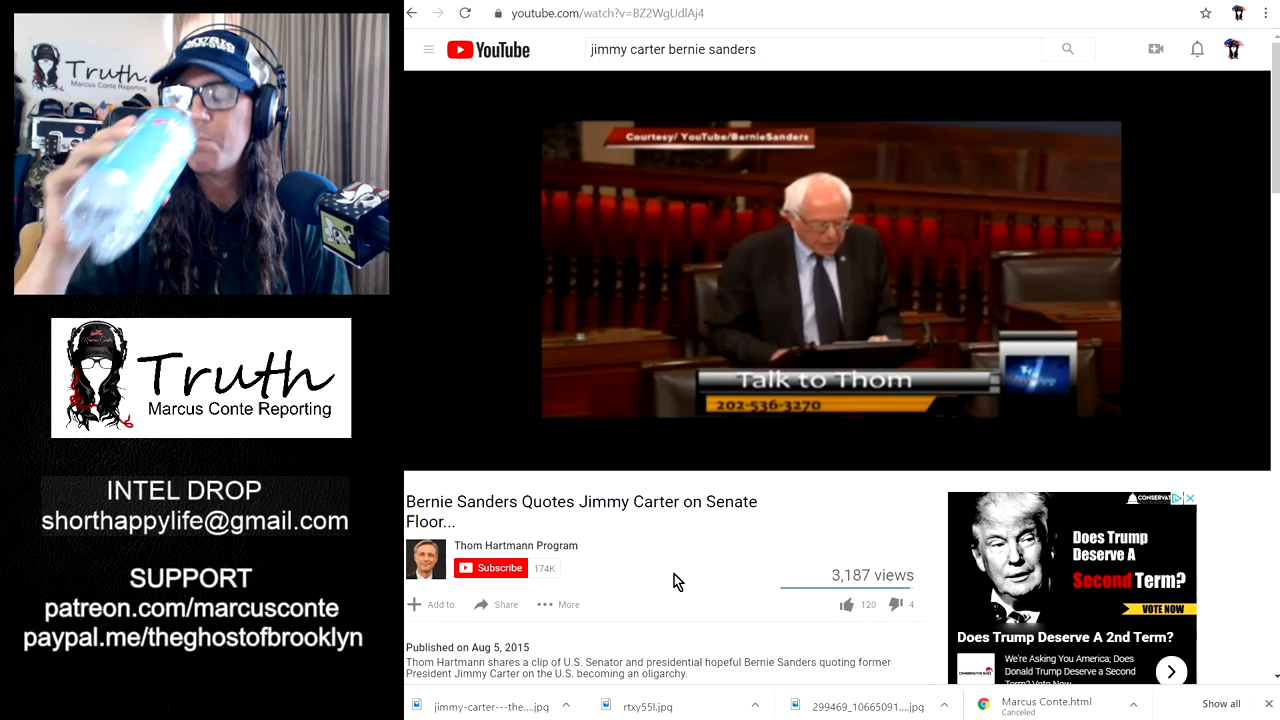 youtube.com/watch?v=BZ2WgUdlAj4
YouTube
jimmy carter bernie sanders
Truth.
Marcus Conte Reporting
Courtesy/ YouTube/BernieSanders
Talk to Thom
202-536-3270
Truth
Marcus Conte Reporting
INTEL DROP
shorthappylife@gmail.com
SUPPORT
patreon.com/marcusconte
paypal.me/theghostofbrooklyn
Bernie Sanders Quotes Jimmy Carter on Senate
Floor...
Thom Hartmann Program
Subscribe 174K
3,187 views
Add to Share More 120 4
Published on Aug 5, 2015
Thom Hartmann shares a clip of U.S. Senator and presidential hopeful Bernie Sanders quoting former
President Jimmy Carter on the U.S. becoming an oligarchy.
Does Trump
Deserve A
Second Term?
VOTE NOW
Does Trump Deserve A 2nd Term?
We're Asking You America; Does
Donald Trump Deserve a Second
Term? Vote Now
jimmy-carter---the....jpg
rtxy55l.jpg
299469_10665091....jpg
Marcus Conte.html
Canceled
Show all